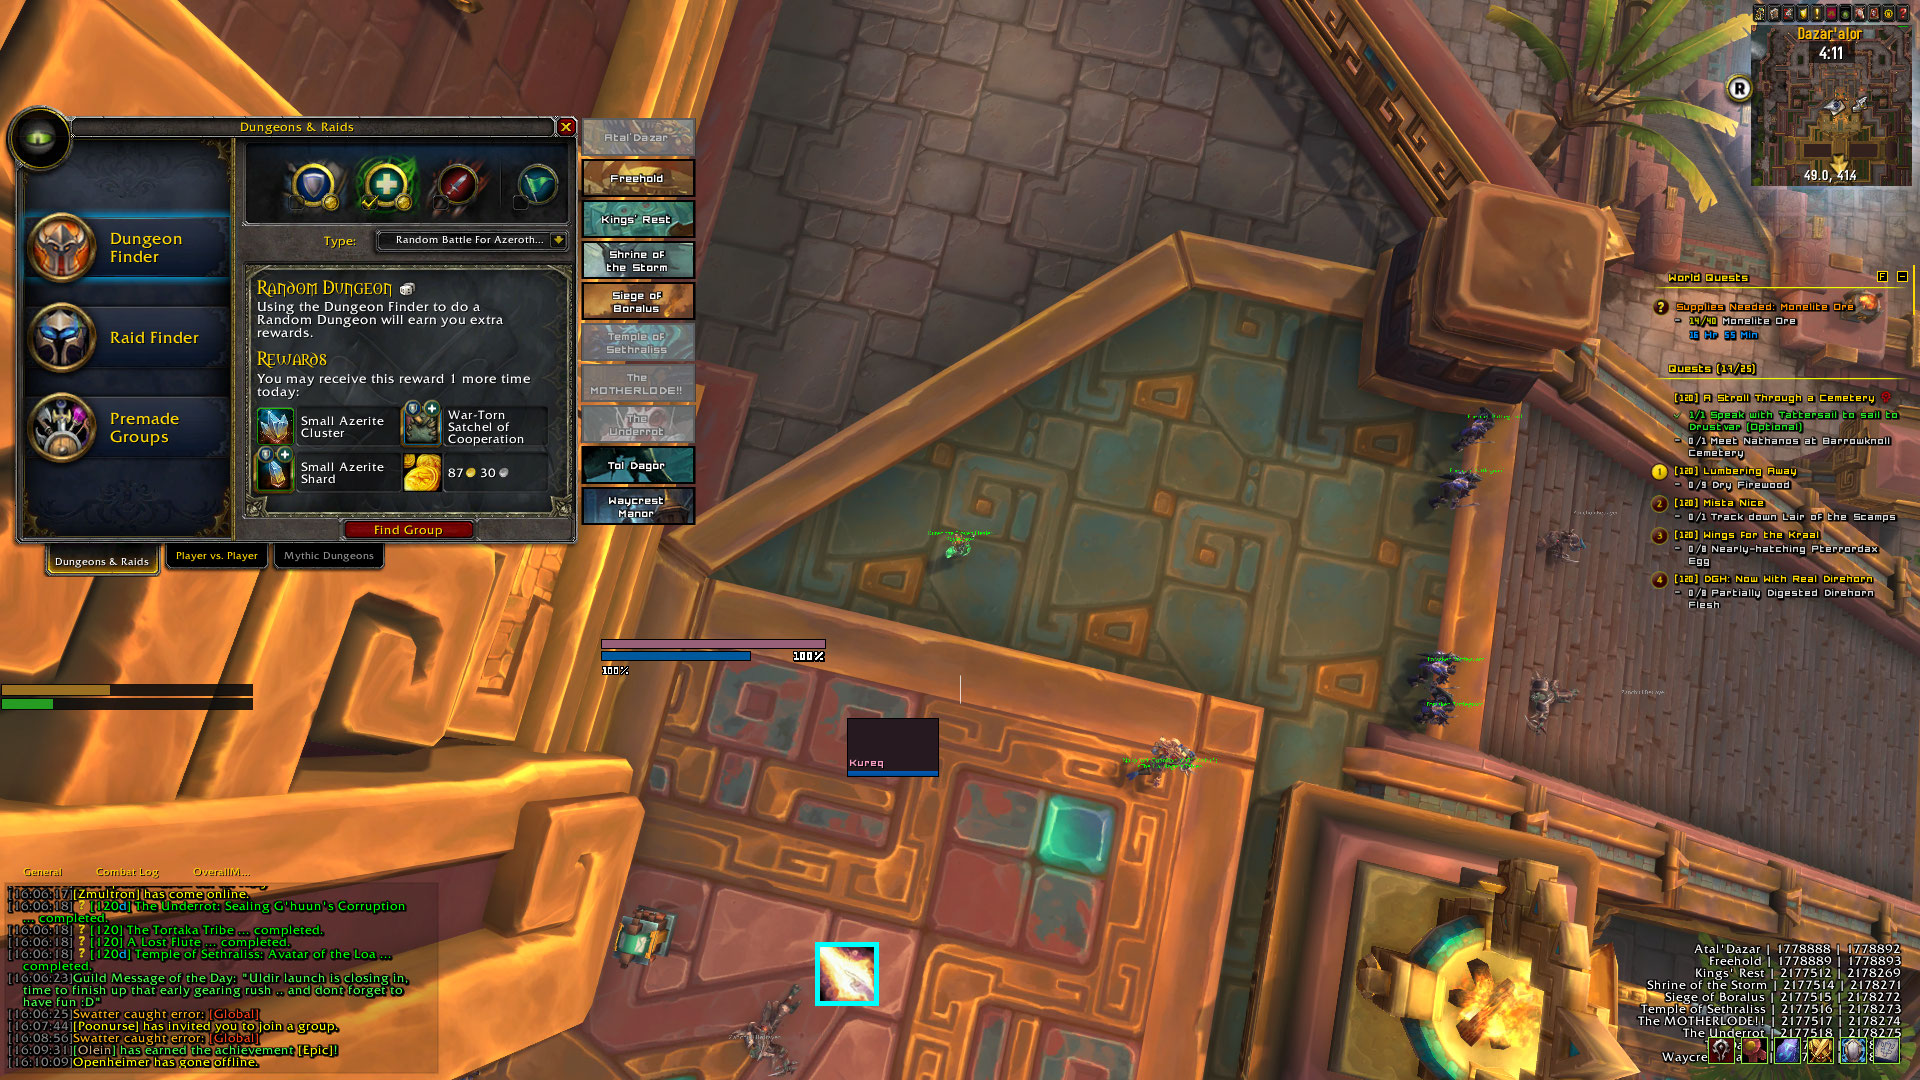 Dungeons & Raids
Dungeon
Finder
Raid Finder
Premade
Groups
Type:
Random Battle For Azeroth...
Random Dungeon
Using the Dungeon Finder to do a
Random Dungeon will earn you extra
rewards.
Rewards
You may receive this reward 1 more time
today:
Small Azerite
Cluster
War-Torn
Satchel of
Cooperation
Small Azerite
Shard
87 30
Find Group
Dungeons & Raids
Player vs. Player
Mythic Dungeons
Atal'Dazar
Freehold
Kings' Rest
Shrine of
the Storm
Siege of
Boralus
Temple of
Sethraliss
The
MOTHERLODE!!
The
Underrot
Tol Dagor
Waycrest
Manor
Dazar'alor
4:11
R
49.0, 41.4
World Quests
F
Supplies Needed: Monelite Ore
- 14/40 Monelite Ore
Quests (17/25)
[120] A Stroll Through a Cemetery
1/1 Speak with Tattersail to sail to
Drustvar (Optional)
- 0/1 Meet Nathanos at Barrowknoll
Cemetery
1 [120] Lumbering Away
- 0/9 Dry Firewood
2 [120] Mista Nice
- 0/1 Track down Lair of the Scamps
3 [120] Wings For the Kraal
- 0/8 Nearly-hatching Pterrordax
Egg
4 [120] DGH: Now With Real Direhorn
- 0/8 Partially Digested Direhorn
Flesh
100%
100%
Kureq
General
Combat Log
OverallM...
[16:06:17][Zmultron] has come online.
[16:06:18] ? [120d] The Underrot: Sealing G'huun's Corruption
... completed.
[16:06:18] ? [120] The Tortaka Tribe ... completed.
[16:06:18] ? [120] A Lost Flute ... completed.
[16:06:18] ? [120d] Temple of Sethraliss: Avatar of the Loa ...
completed.
[16:06:23]Guild Message of the Day: "Uldir launch is closing in,
time to finish up that early gearing rush .. and dont forget to
have fun :D"
[16:06:25]Swatter caught error: [Global]
[16:07:44][Poonurse] has invited you to join a group.
[16:08:56]Swatter caught error: [Global]
[16:09:31][Olein] has earned the achievement [Epic]!
[16:10:09]Openheimer has gone offline.
Atal'Dazar | 1778888 | 1778892
Freehold | 1778889 | 1778893
Kings' Rest | 2177512 | 2178269
Shrine of the Storm | 2177514 | 2178271
Siege of Boralus | 2177515 | 2178272
Temple of Sethraliss | 2177516 | 2178273
The MOTHERLODE!! | 2177517 | 2178274
The Underrot | 2177518 | 2178275